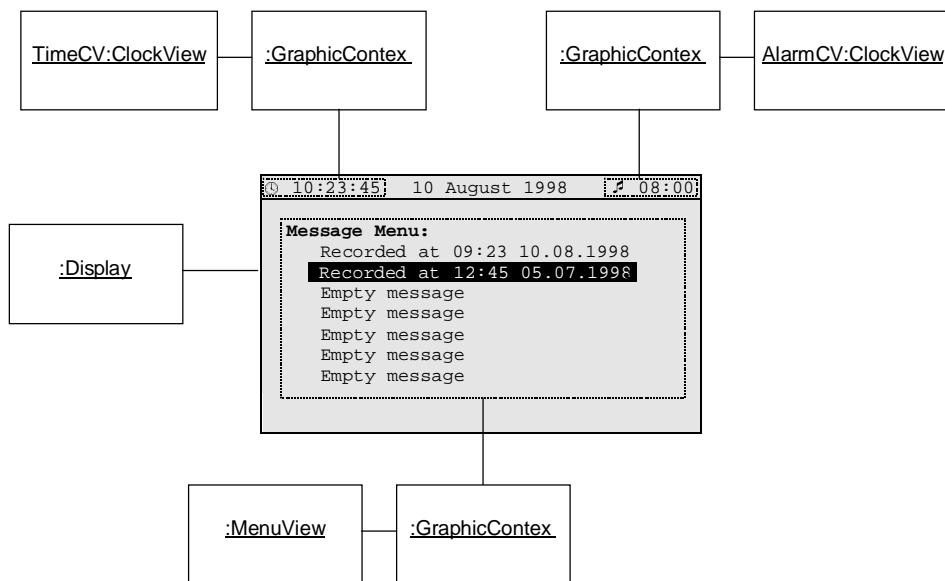 TimeCV:ClockView
:GraphicContex
:GraphicContex
AlarmCV:ClockView
10:23:45 10 August 1998 08:00
Message Menu:
Recorded at 09:23 10.08.1998
Recorded at 12:45 05.07.1998
Empty message
Empty message
Empty message
Empty message
Empty message
:Display
:MenuView
:GraphicContex